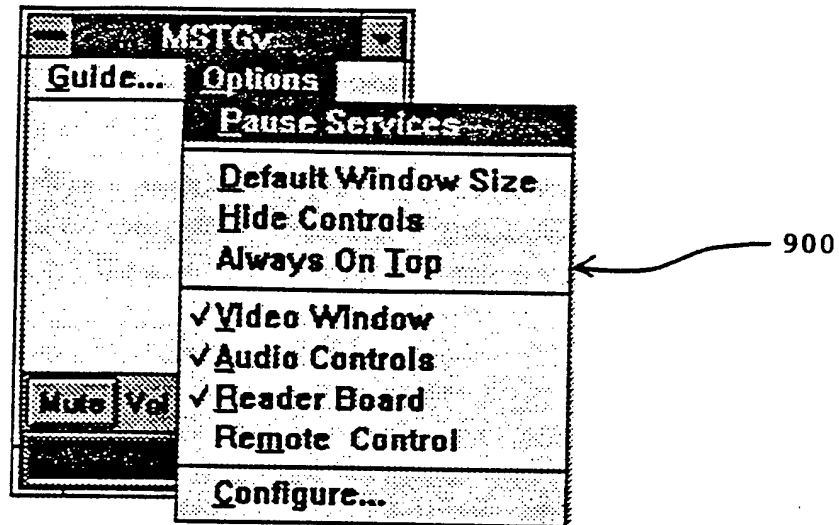 MSTGv
Guide... Options
Pause Services
Default Window Size
Hide Controls
Always On Top
900
✓ Video Window
✓ Audio Controls
✓ Reader Board
Remote Control
Mute Vol
Configure...